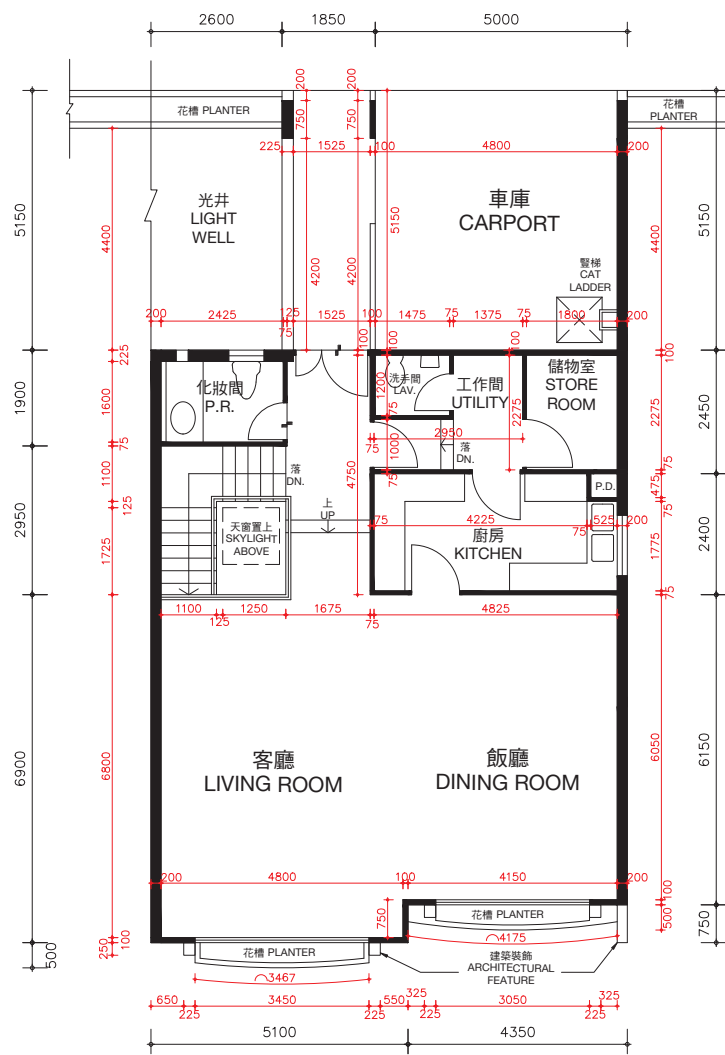 2600 1850 5000
200 200
花槽 PLANTER
花槽
PLANTER
750 750
225 1525 100 4800 200
光井
LIGHT
WELL
車庫
CARPORT
5150
4400
4200
4200
5150
4400
5150
豎梯
CAT
LADDER
200 2425 125 1525 100 1475 75 1375 75 1800 200
75
225
100
100
100
100
化妝間
P.R.
洗手間
LAV.
工作間
UTILITY
儲物室
STORE
ROOM
1900
1600
1200
2275
2275
2450
75
75
2950
75
1000
75
75
落
DN.
落
DN.
1100
4750
475
P.D.
125
上
UP
75
2950
1725
天窗置上
SKYLIGHT
ABOVE
75 4225 525 200
75
廚房
KITCHEN
1775
2400
75
1100 1250 1675 4825
125 75
6900
6800
客廳
LIVING ROOM
飯廳
DINING ROOM
6050
6150
200 4800 100 4150 200
100
750
花槽 PLANTER
500
750
4175
100
250
500
花槽 PLANTER
建築裝飾
ARCHITECTURAL
FEATURE
3467
650 3450 550 325 3050 325
225 225 225 225
5100 4350